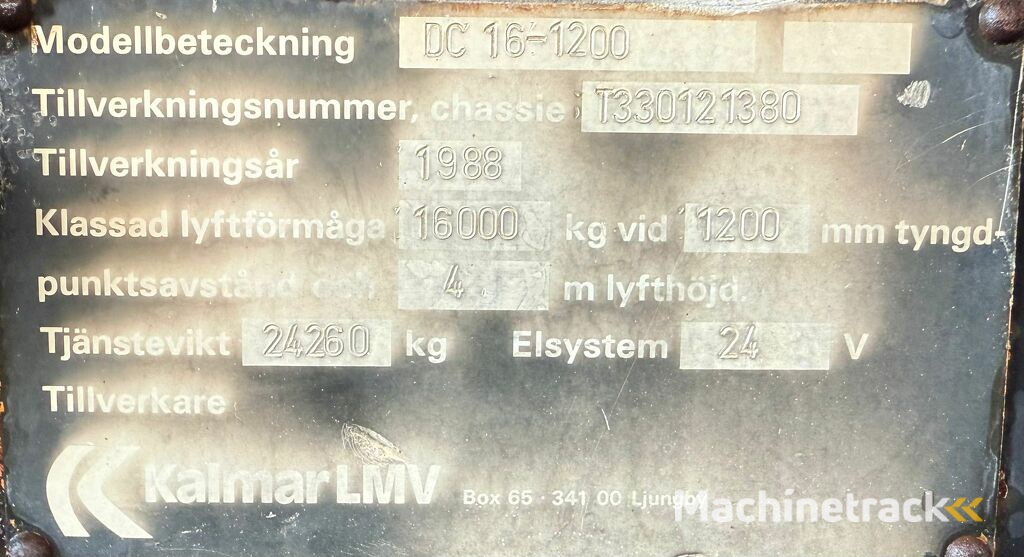 Modellbeteckning DC 16-1200
Tillverkningsnummer, chassie T330121380
Tillverkningsår 1988
Klassad lyftförmåga 16000 kg vid 1200 mm tyngd-
punktsavstånd och 4 m lyfthöjd.
Tjänstevikt 24260 kg Elsystem 24 V
Tillverkare
Kalmar LMV Box 65 · 341 00 Ljungby
Machinetrack